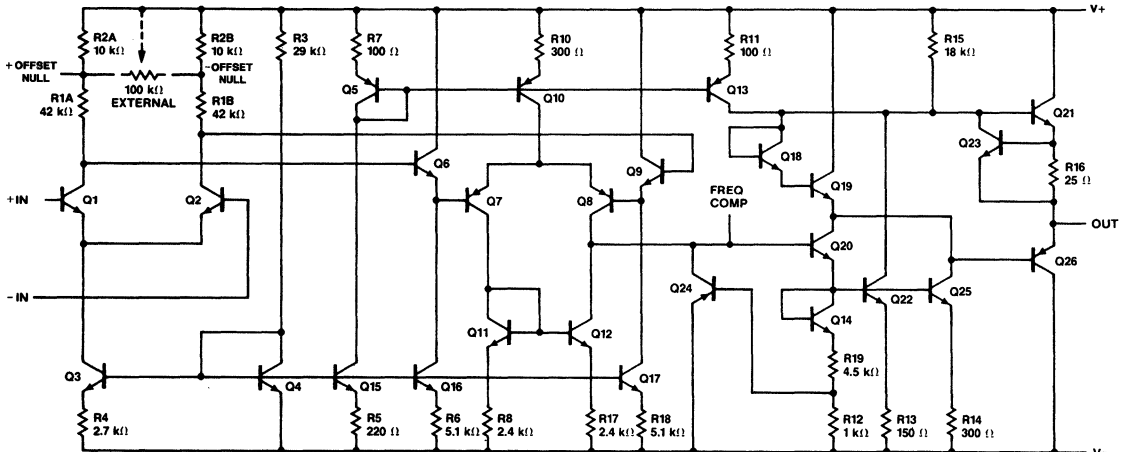 V+
R2A
10 kΩ
R2B
10 kΩ
R3
29 kΩ
R7
100 Ω
R10
300 Ω
R11
100 Ω
R15
18 kΩ
+ OFFSET
NULL
-OFFSET
NULL
100 kΩ
EXTERNAL
R1A
42 kΩ
R1B
42 kΩ
Q5
Q10
Q13
Q21
Q23
Q18
Q6
Q9
R16
25 Ω
Q19
+IN
Q1
Q2
Q7
Q8
FREQ
COMP
OUT
Q20
Q26
-IN
Q24
Q22
Q25
Q11
Q12
Q14
R19
4.5 kΩ
Q3
Q4
Q15
Q16
Q17
R4
2.7 kΩ
R5
220 Ω
R6
5.1 kΩ
R8
2.4 kΩ
R17
2.4 kΩ
R18
5.1 kΩ
R12
1 kΩ
R13
150 Ω
R14
300 Ω
V-